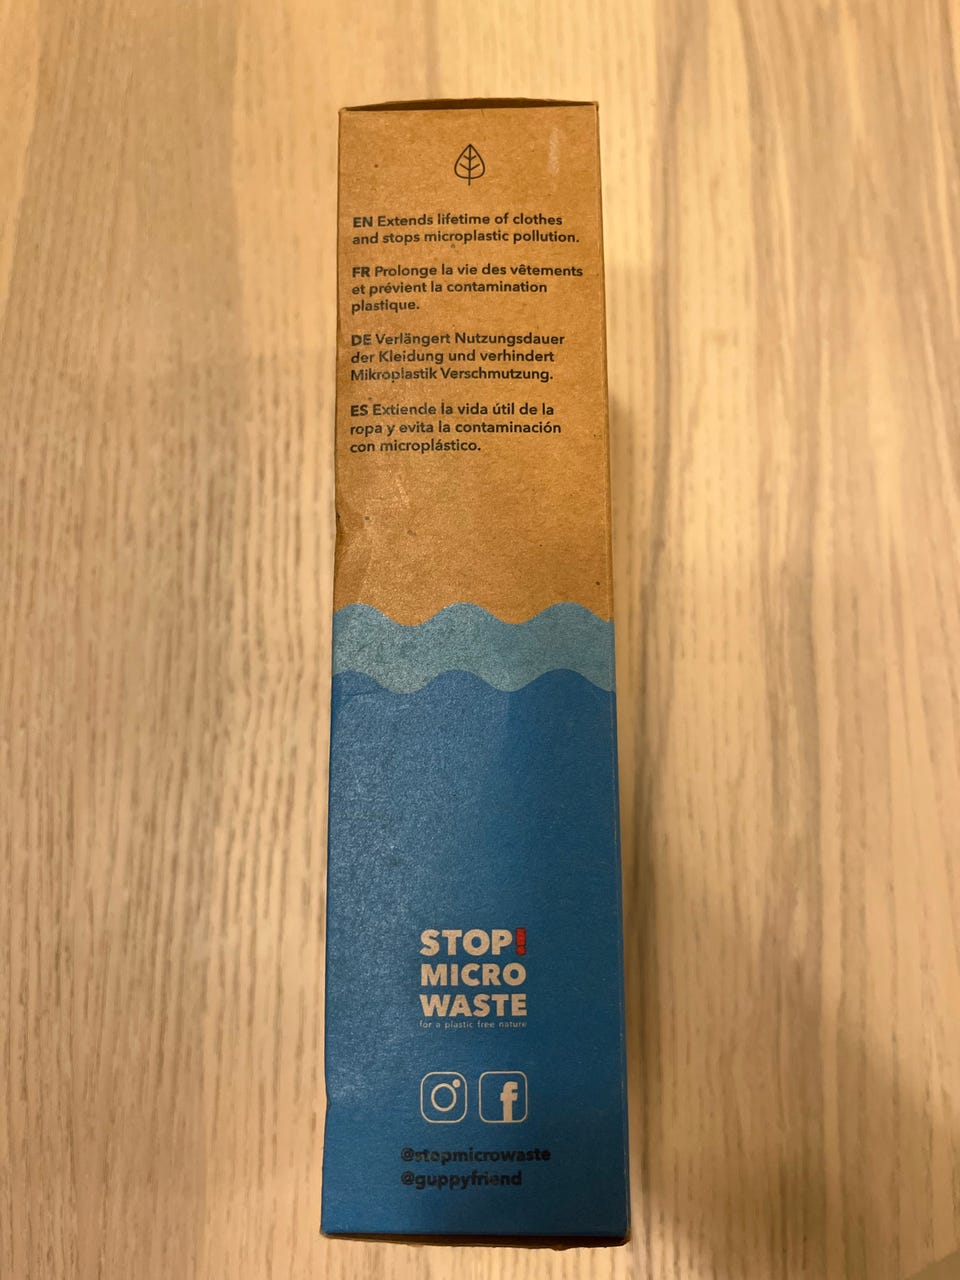 EN Extends lifetime of clothes
and stops microplastic pollution.
FR Prolonge la vie des vêtements
et prévient la contamination
plastique.
DE Verlängert Nutzungsdauer
der Kleidung und verhindert
Mikroplastik Verschmutzung.
ES Extiende la vida útil de la
ropa y evita la contaminación
con microplástico.
STOP!
MICRO
WASTE
for a plastic free nature
@stopmicrowaste
@guppyfriend